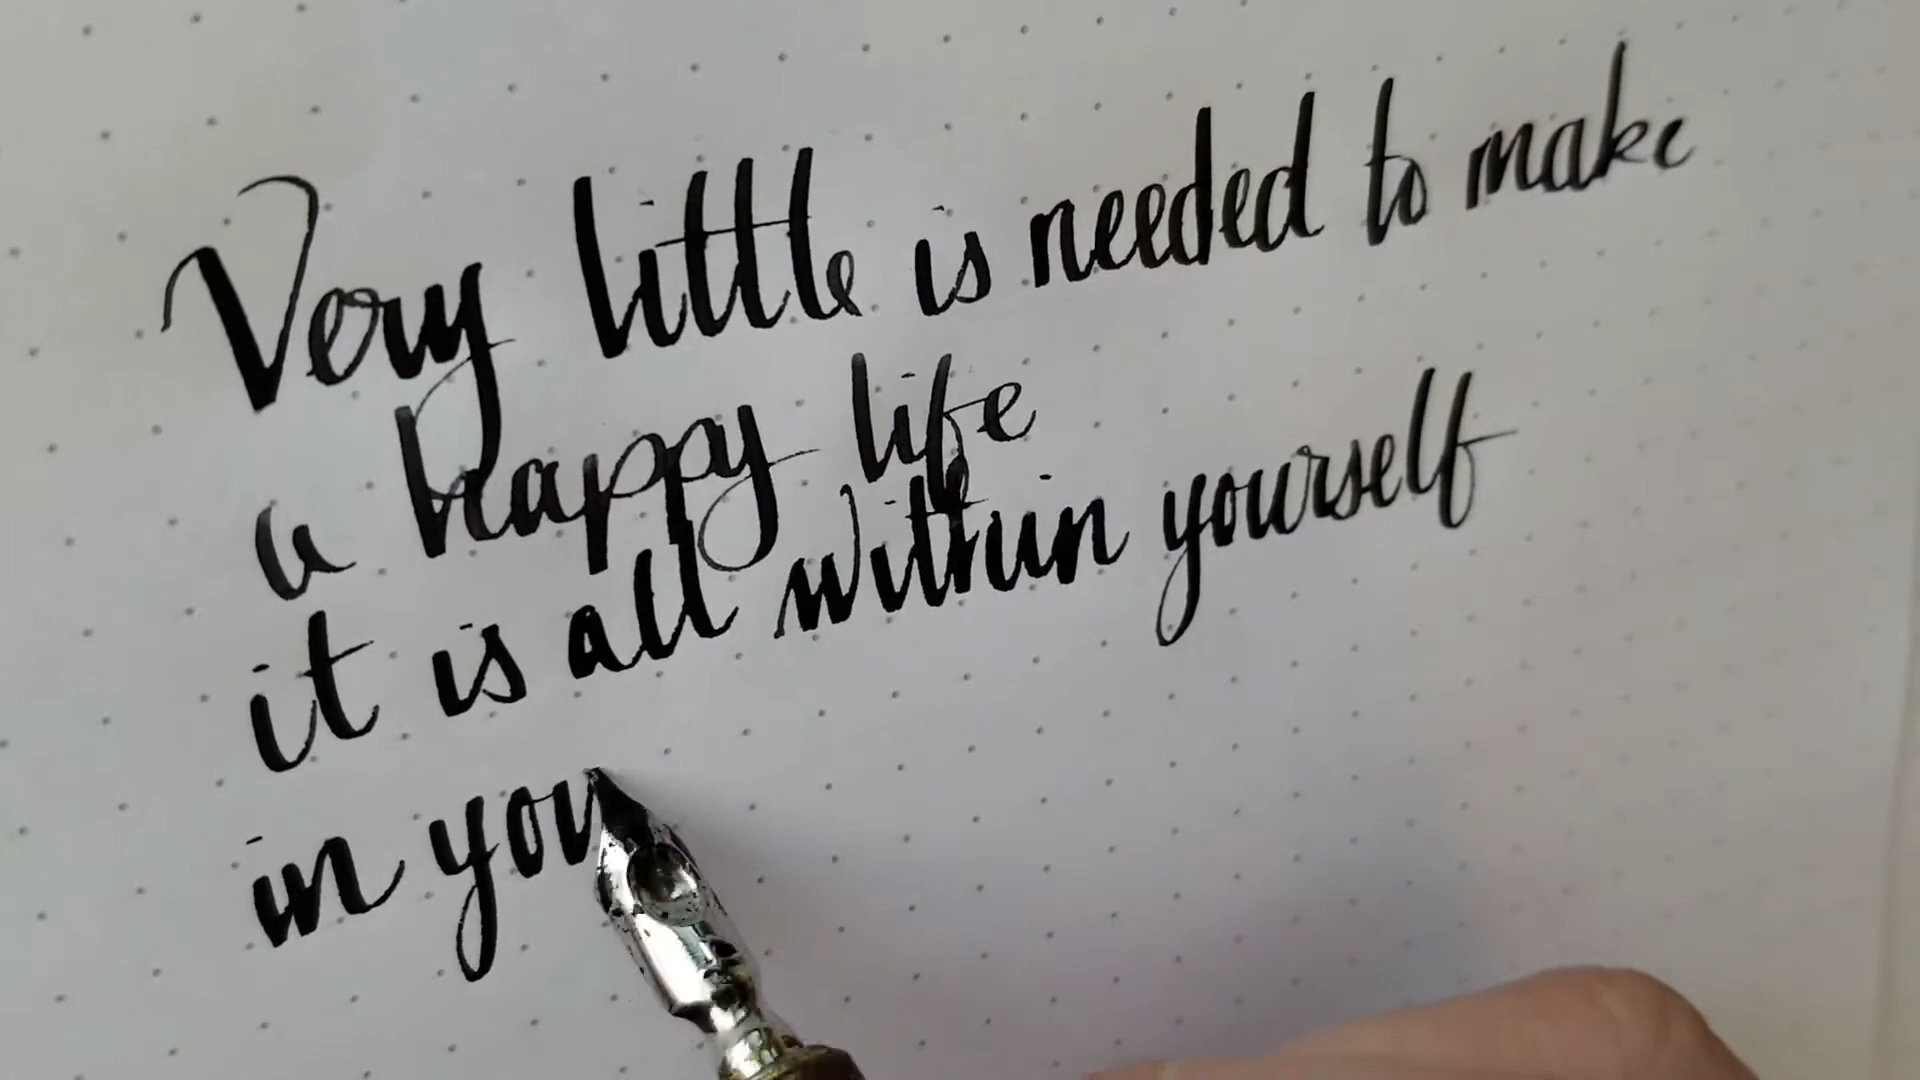 Very little is needed to make
a happy life
it is all within yourself
in you